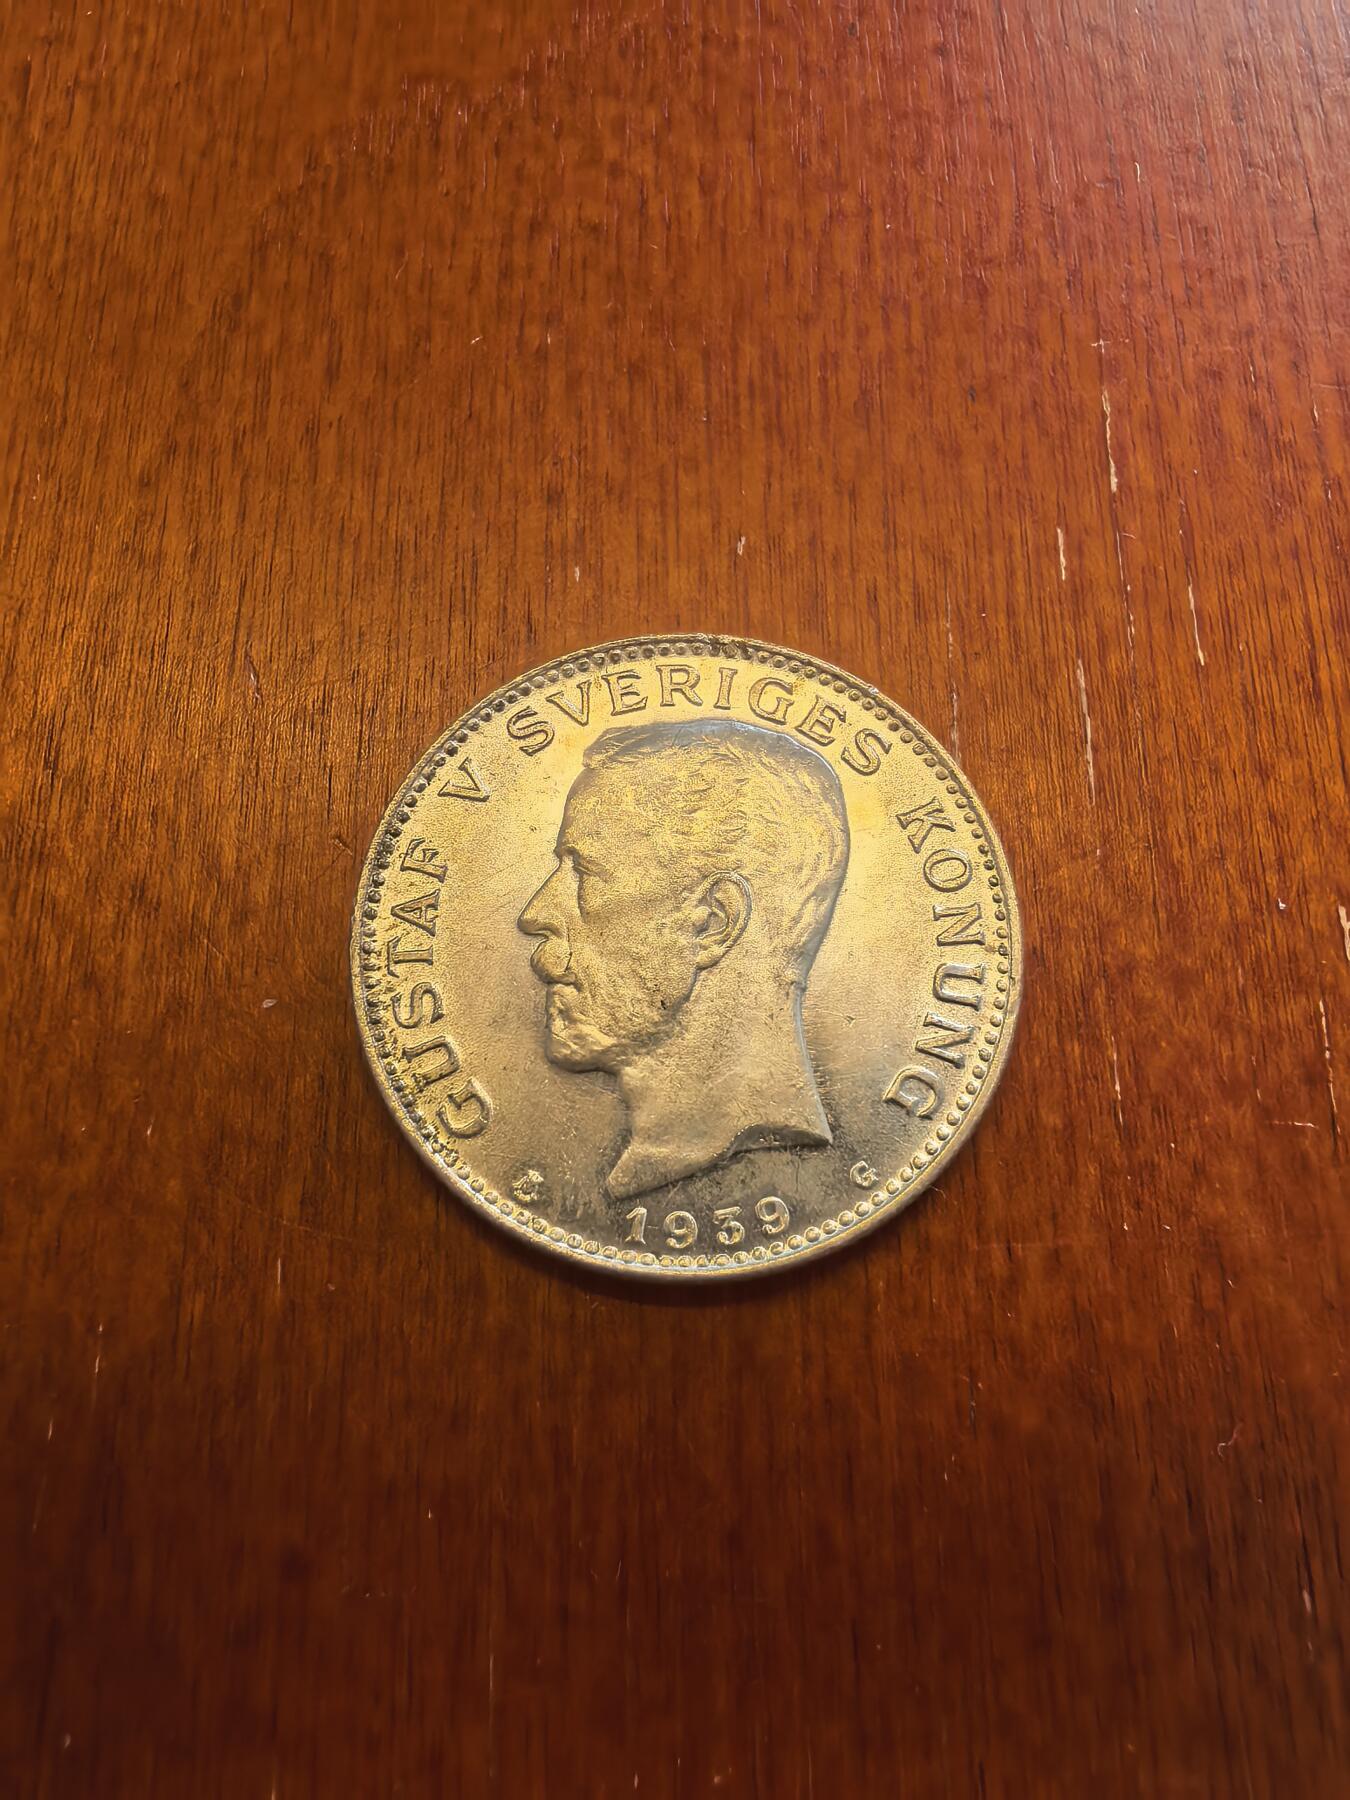 GUSTAF V SVERIGES KONUNG
G
1939